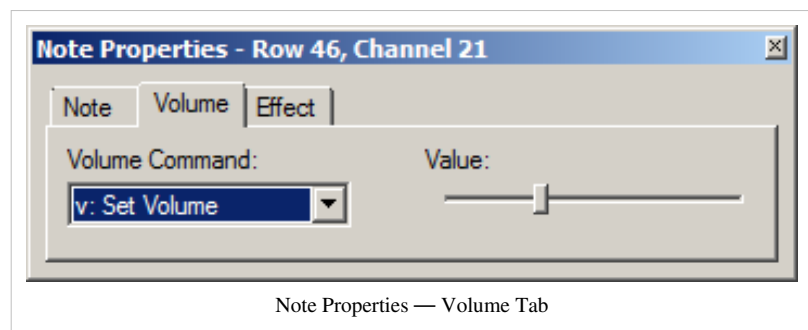 Note Properties - Row 46, Channel 21
Note Volume Effect
Volume Command: Value:
v: Set Volume
Note Properties — Volume Tab